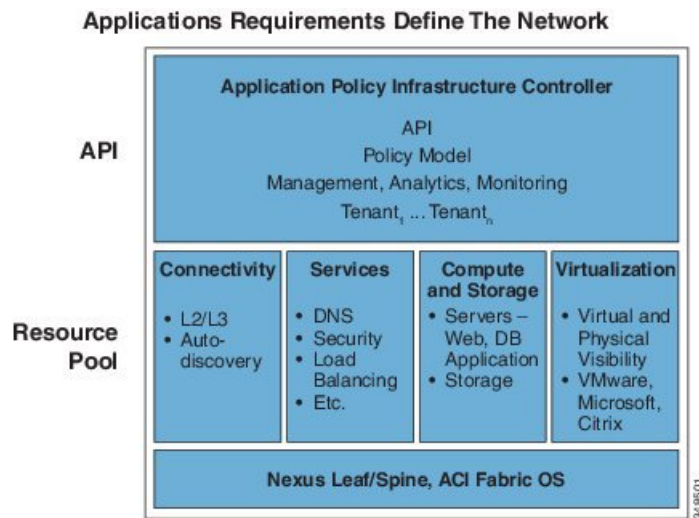 Applications Requirements Define The Network
API
Application Policy Infrastructure Controller
API
Policy Model
Management, Analytics, Monitoring
Tenant₁ ... Tenantₙ
Resource
Pool
Connectivity
• L2/L3
• Auto-
discovery
Services
• DNS
• Security
• Load
Balancing
• Etc.
Compute
and Storage
• Servers –
Web, DB
Application
• Storage
Virtualization
• Virtual and
Physical
Visibility
• VMware,
Microsoft,
Citrix
Nexus Leaf/Spine, ACI Fabric OS